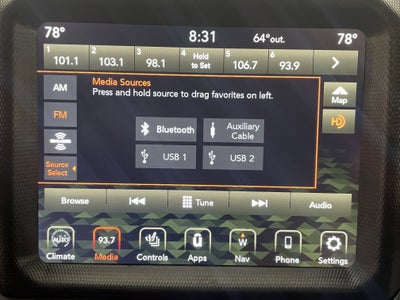 78° 8:31 64°out. 78°
1 2 3 4 5 6
101.1 103.1 98.1 Hold to Set 106.7 93.9
AM
Media Sources
Press and hold source to drag favorites on left.
Map
FM
HD
Bluetooth
Auxiliary Cable
USB 1
USB 2
Source Select
Browse
Tune
Audio
AUTO
93.7
W
Climate
Media
Controls
Apps
Nav
Phone
Settings